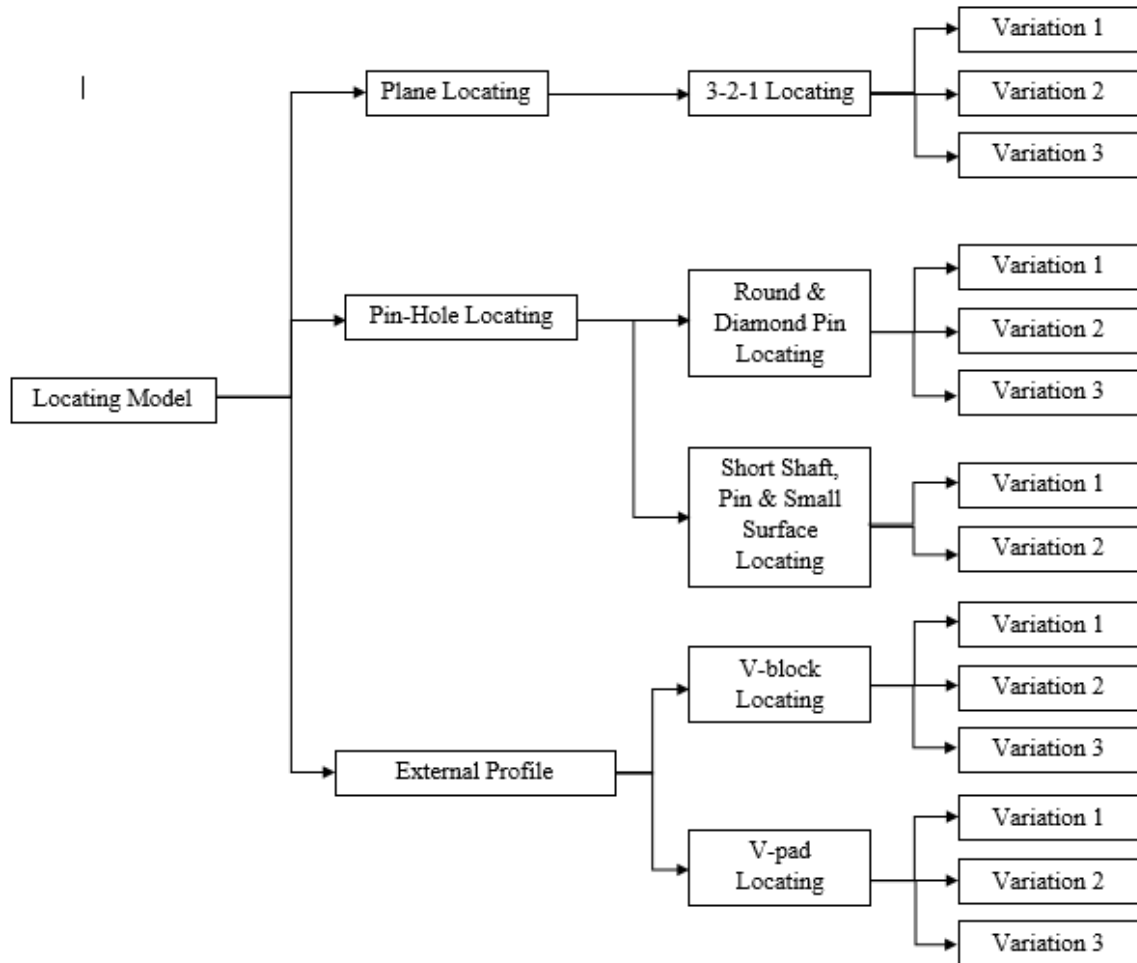 Variation 1
Plane Locating
3-2-1 Locating
Variation 2
Variation 3
Variation 1
Pin-Hole Locating
Round &
Diamond Pin
Locating
Variation 2
Variation 3
Locating Model
Short Shaft,
Pin & Small
Surface
Locating
Variation 1
Variation 2
Variation 1
V-block
Locating
Variation 2
Variation 3
External Profile
Variation 1
V-pad
Locating
Variation 2
Variation 3